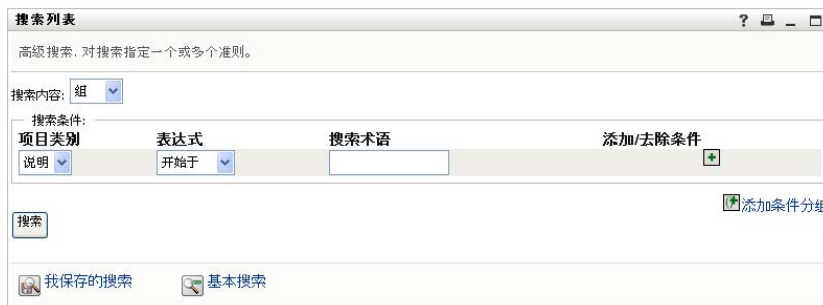 搜索列表
高级搜索. 对搜索指定一个或多个准则。
搜索内容: 组
搜索条件:
项目类别 表达式 搜索术语 添加/去除条件
说明 开始于
添加条件分组
搜索
我保存的搜索 基本搜索